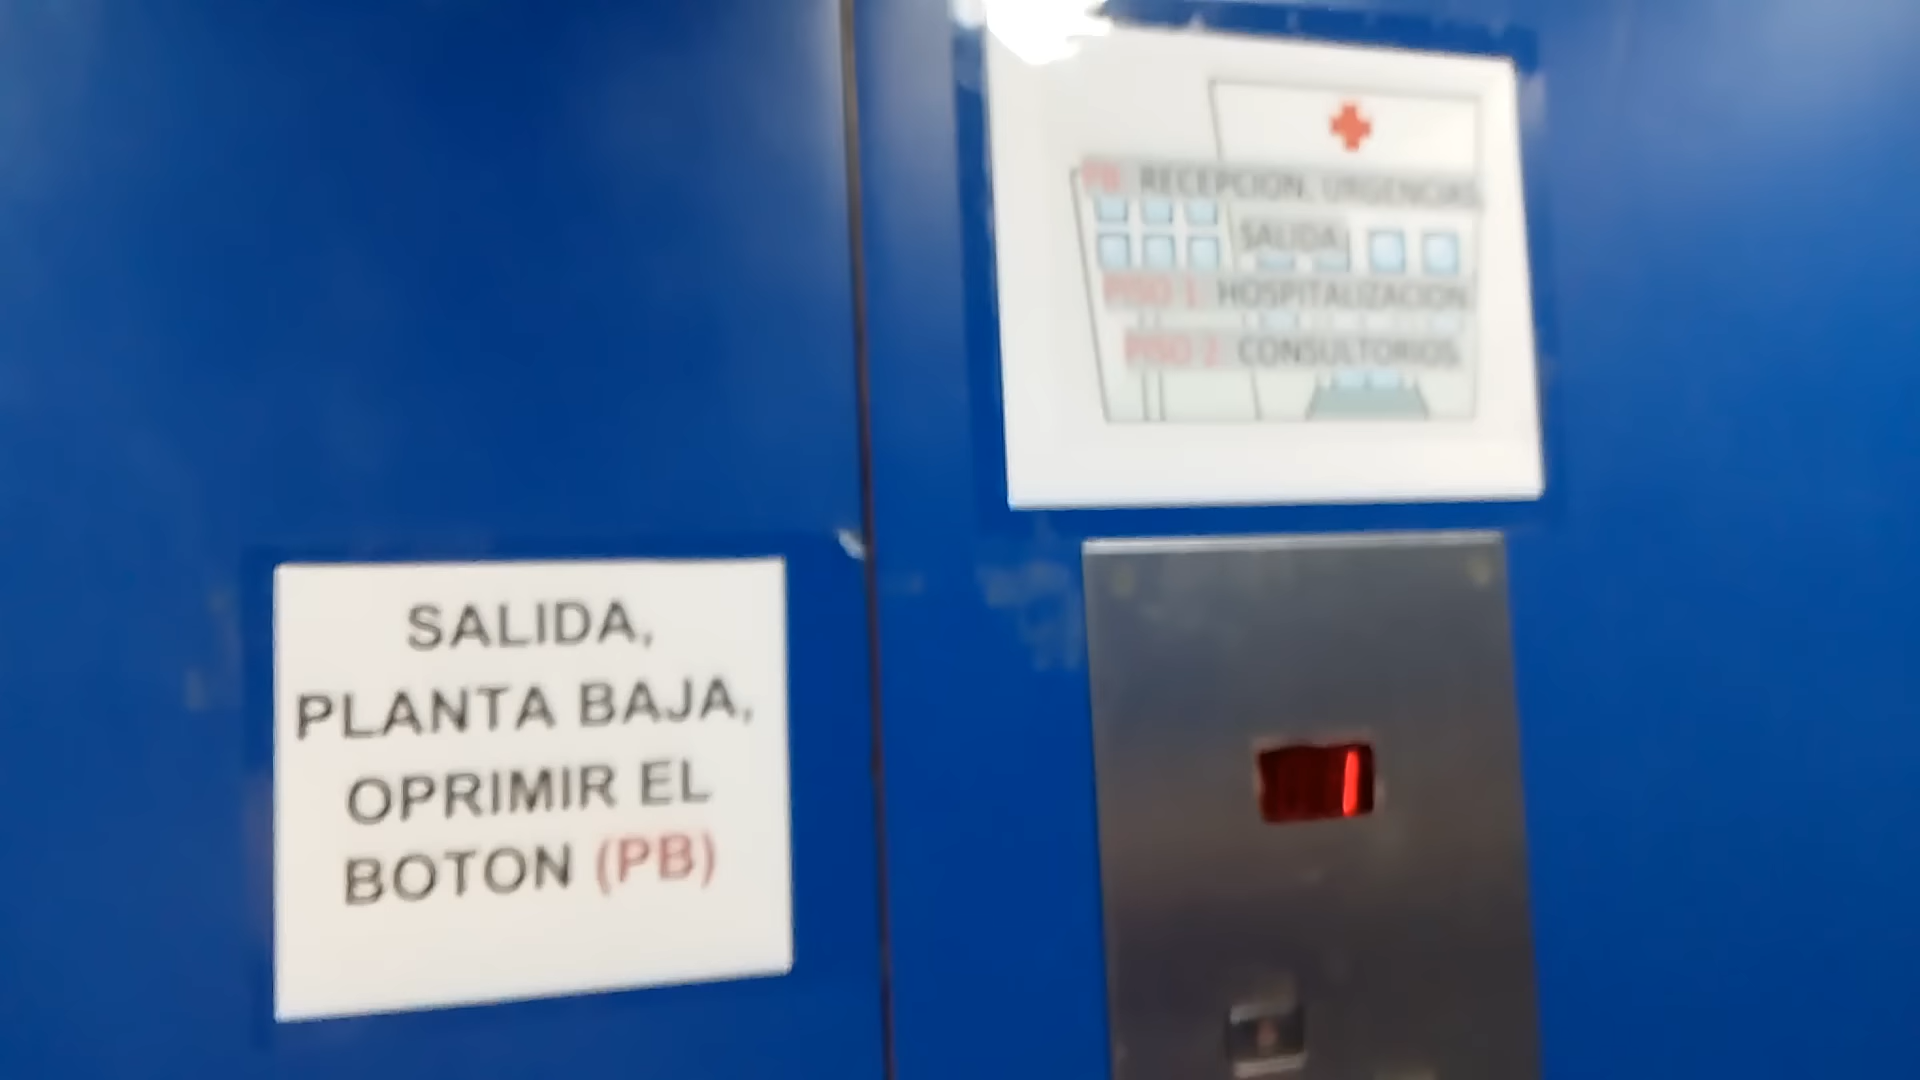 PB: RECEPCION, URGENCIAS,
SALIDA.
PISO 1: HOSPITALIZACION.
PISO 2: CONSULTORIOS.
SALIDA,
PLANTA BAJA,
OPRIMIR EL
BOTON (PB)
1